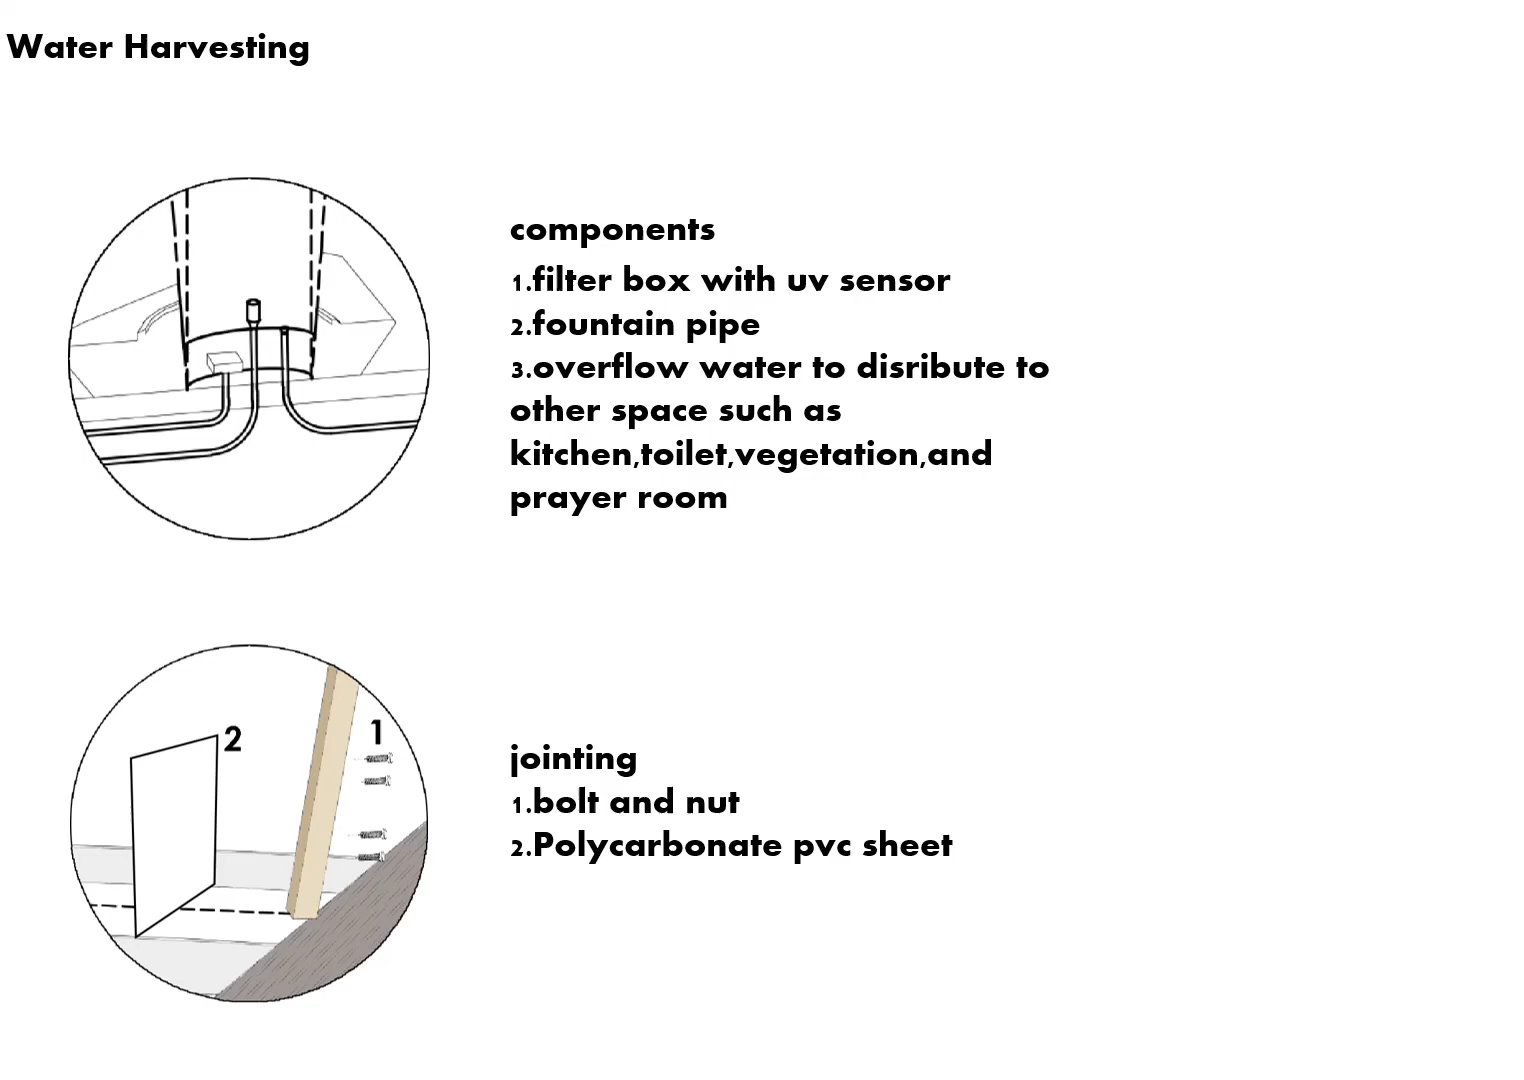 Water Harvesting
components
1.filter box with uv sensor
2.fountain pipe
3.overflow water to disribute to
other space such as
kitchen,toilet,vegetation,and
prayer room
2
1
jointing
1.bolt and nut
2.Polycarbonate pvc sheet